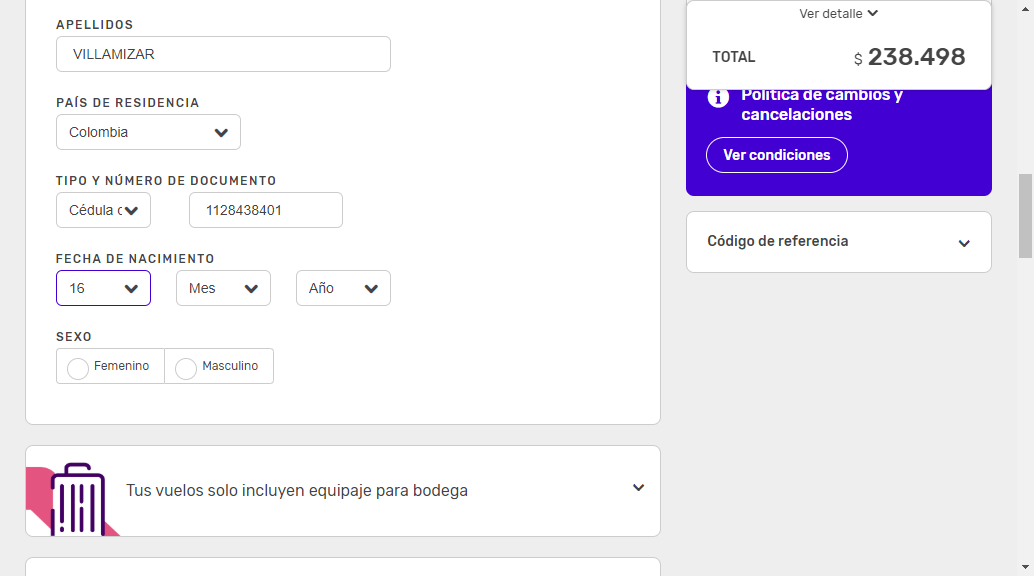 APELLIDOS
VILLAMIZAR
PAÍS DE RESIDENCIA
Colombia
TIPO Y NÚMERO DE DOCUMENTO
Cédula c
1128438401
FECHA DE NACIMIENTO
16
Mes
Año
SEXO
Femenino
Masculino
Tus vuelos solo incluyen equipaje para bodega
Ver detalle
TOTAL
$ 238.498
Política de cambios y
cancelaciones
Ver condiciones
Código de referencia